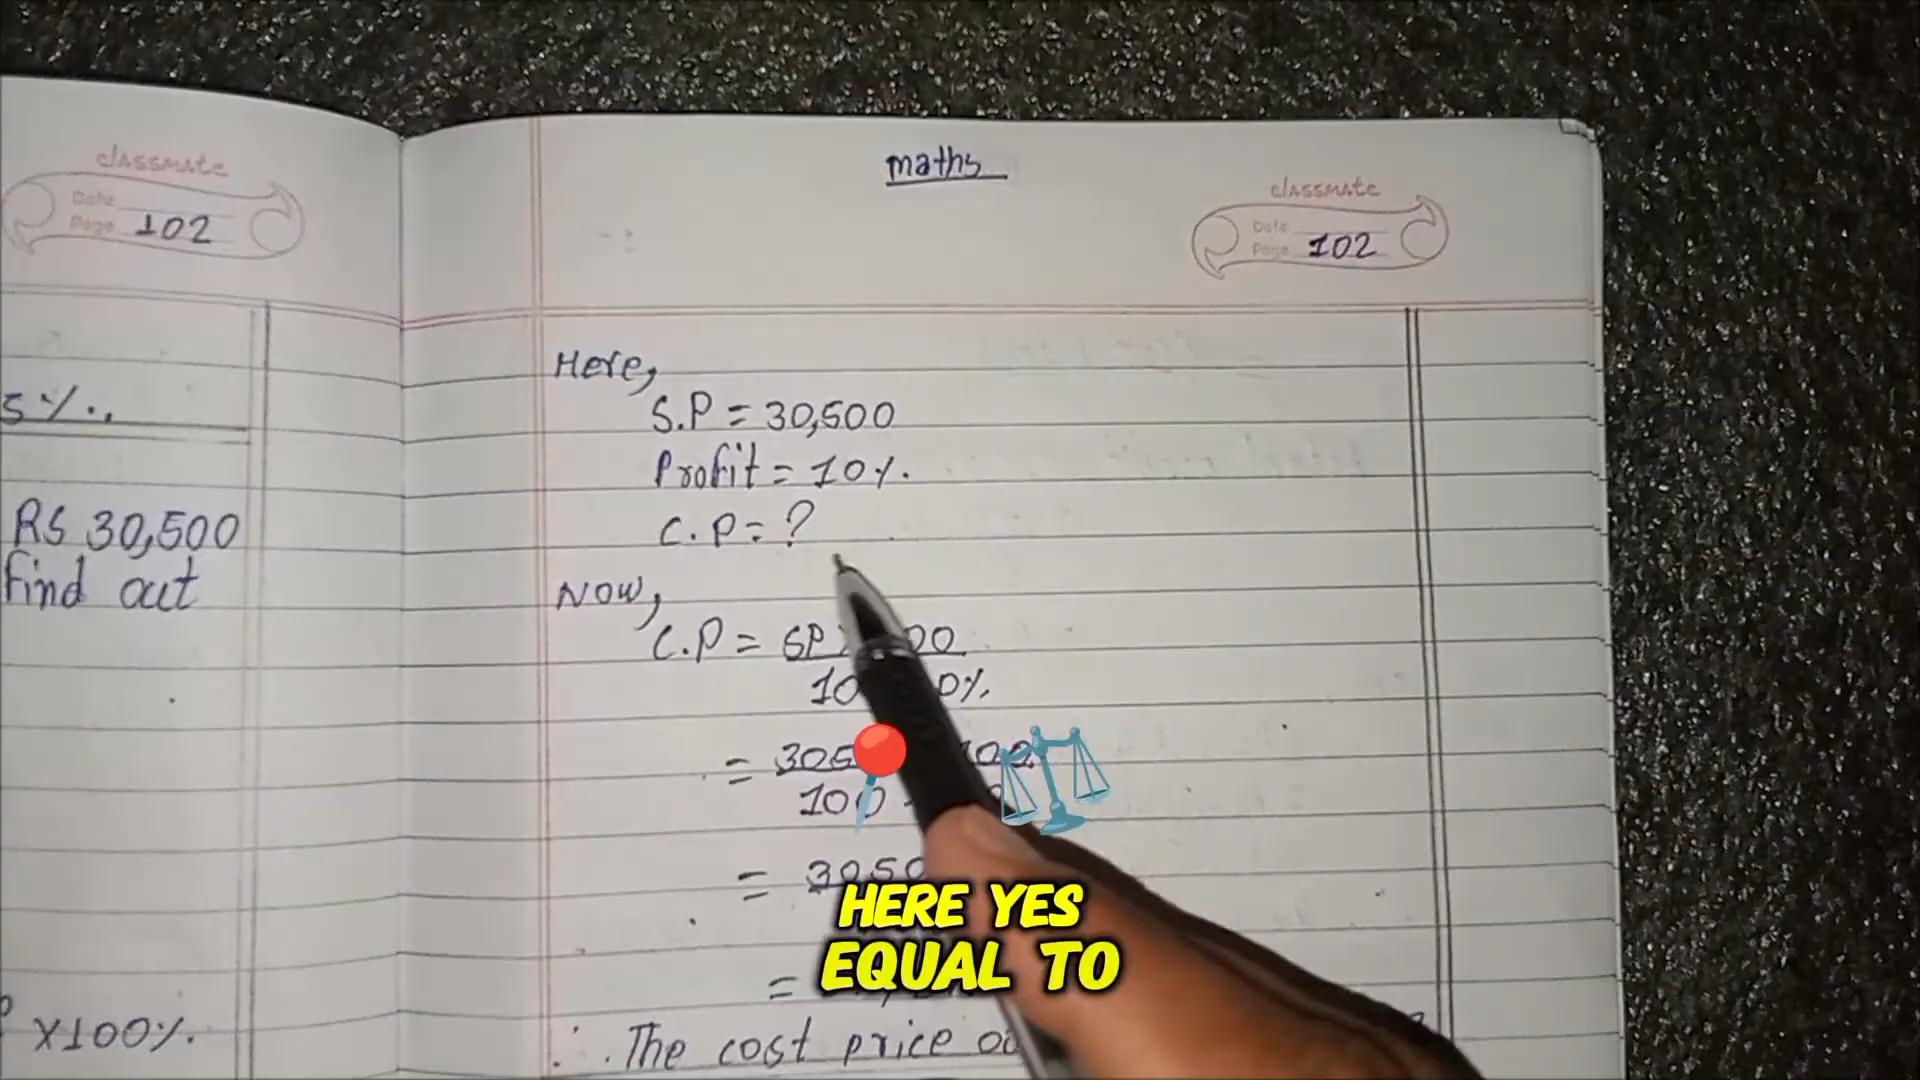 maths
classmate
Date
Page 102
classmate
Date
Page 102
5%.
RS 30,500
find out
X100%.
Here,
S.P = 30,500
Profit = 10%.
C.P = ?
Now,
C.P = SP
=
100
=
=
∴ The cost price
HERE YES
EQUAL TO